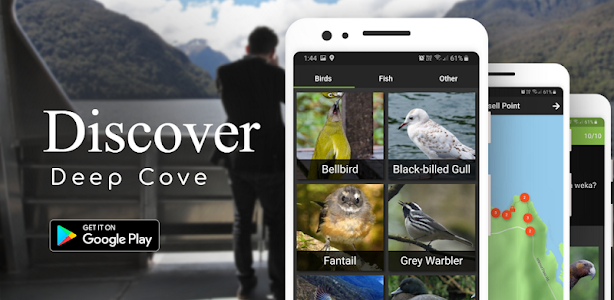 Discover
Deep Cove
GET IT ON
Google Play
1:44
61%
Birds
Fish
Other
Bellbird
Black-billed Gull
Fantail
Grey Warbler
61%
sell Point
10/10
weka?